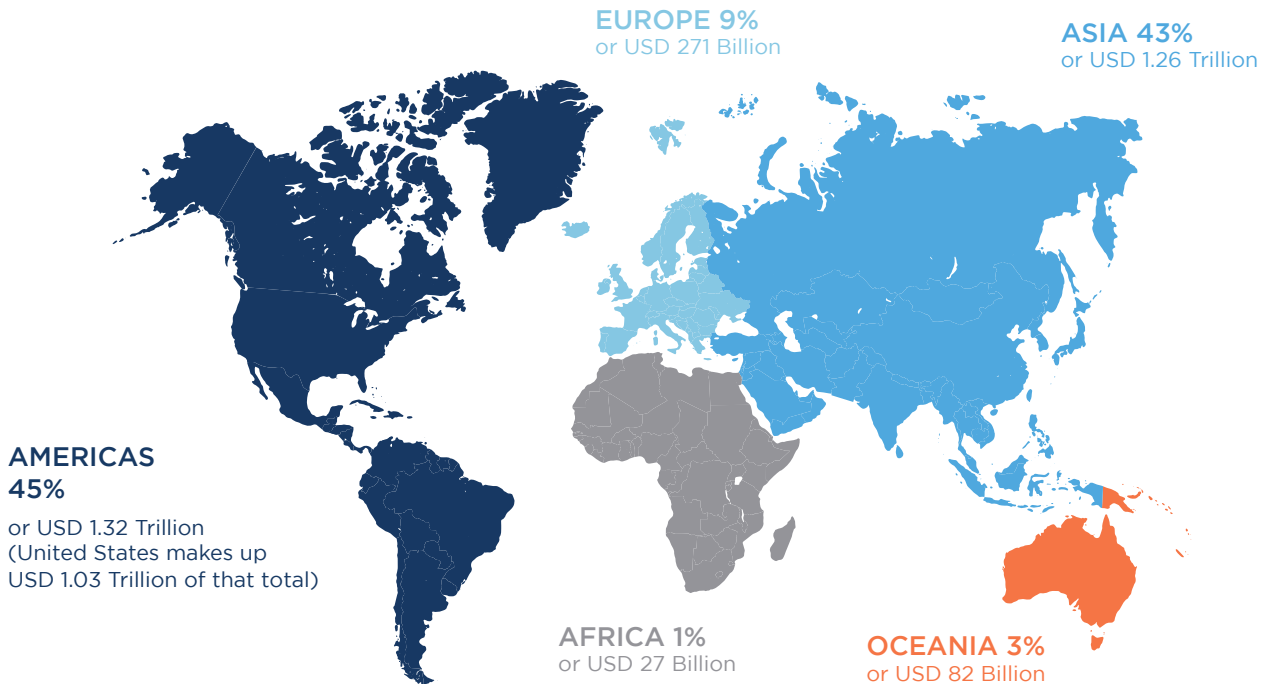 EUROPE 9%
or USD 271 Billion
ASIA 43%
or USD 1.26 Trillion
AMERICAS
45%
or USD 1.32 Trillion
(United States makes up
USD 1.03 Trillion of that total)
AFRICA 1%
or USD 27 Billion
OCEANIA 3%
or USD 82 Billion